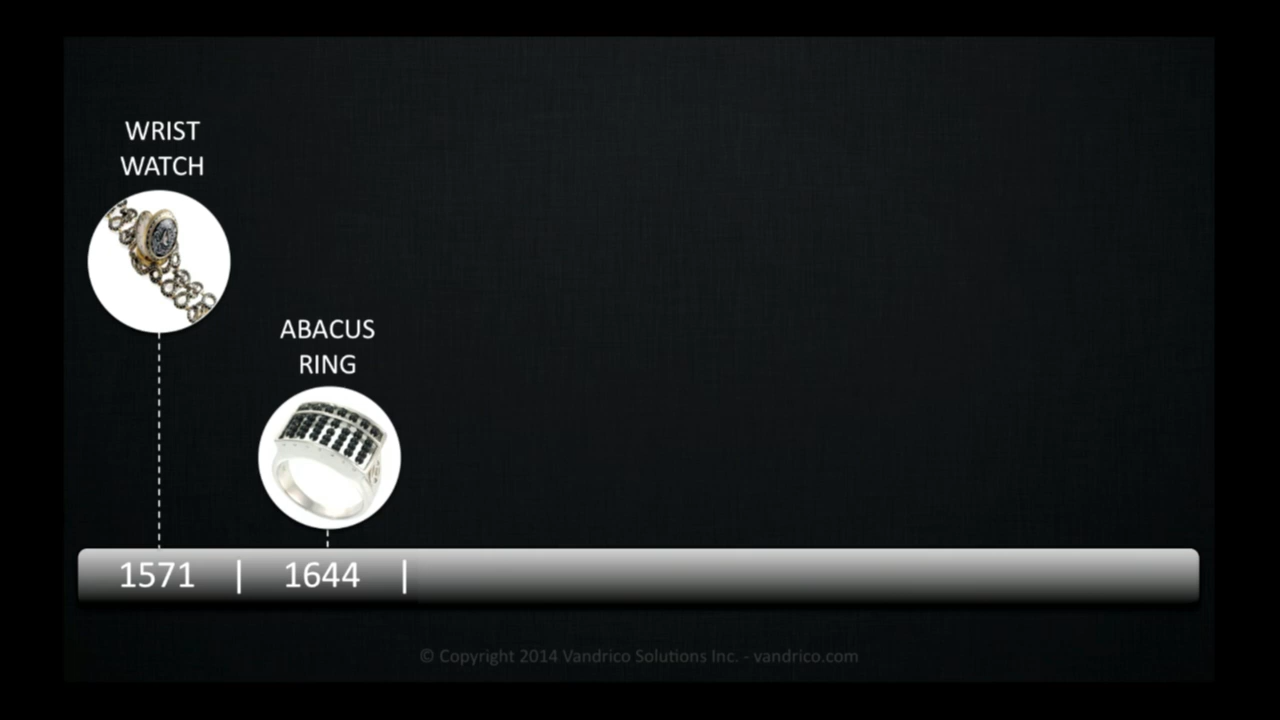 WRIST
WATCH
ABACUS
RING
1571 | 1644 |
© Copyright 2014 Vandrico Solutions Inc. - vandrico.com